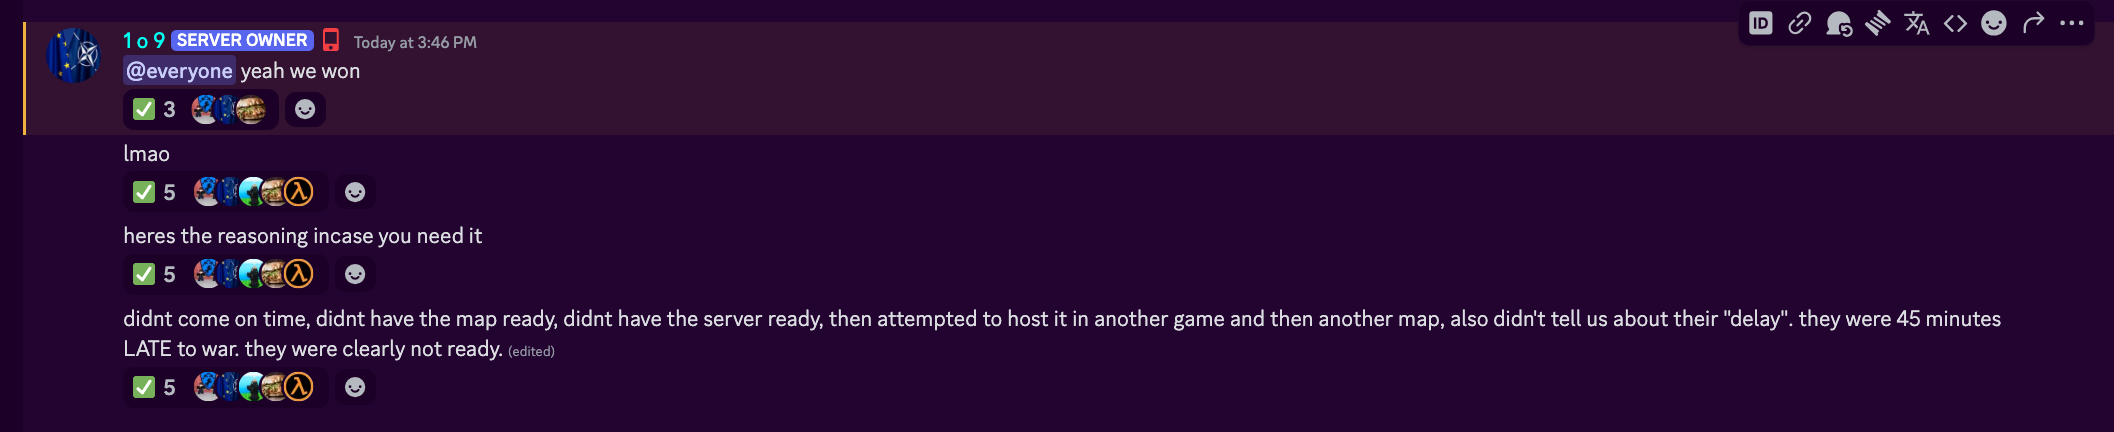 1 o 9 SERVER OWNER Today at 3:46 PM
@everyone yeah we won
✅ 3
lmao
✅ 5
heres the reasoning incase you need it
✅ 5
didnt come on time, didnt have the map ready, didnt have the server ready, then attempted to host it in another game and then another map, also didn't tell us about their "delay". they were 45 minutes
LATE to war. they were clearly not ready. (edited)
✅ 5
ID